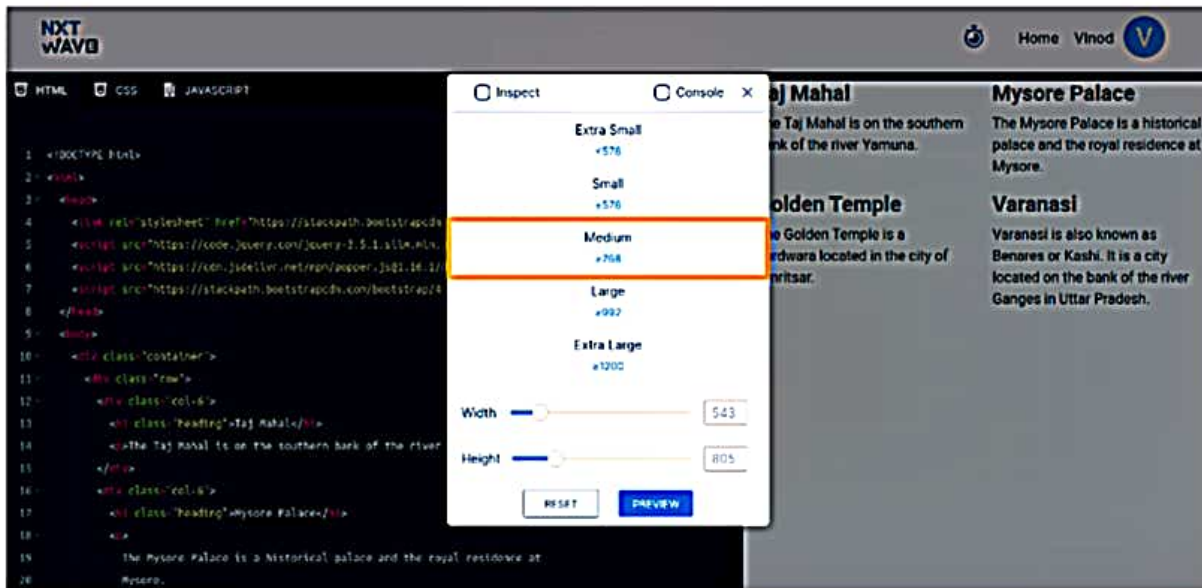 NXT
WAVE
Home Vinod V
HTML CSS JAVASCRIPT
Inspect Console ×
Extra Small
<576
Small
≥576
Medium
≥768
Large
≥992
Extra Large
≥1200
Width 543
Height 805
RESET PREVIEW
1 <!DOCTYPE html>
2 <html>
3 <head>
4 <link rel="stylesheet" href="https://stackpath.bootstrapcdn
5 <script src="https://code.jquery.com/jquery-3.5.1.slim.min.
6 <script src="https://cdn.jsdelivr.net/npm/popper.js@1.16.1/
7 <script src="https://stackpath.bootstrapcdn.com/bootstrap/4
8 </head>
9 <body>
10 <div class="container">
11 <div class="row">
12 <div class="col-6">
13 <h1 class="heading">Taj Mahal</h1>
14 <p>The Taj Mahal is on the southern bank of the river
15 </div>
16 <div class="col-6">
17 <h1 class="heading">Mysore Palace</h1>
18 <p>
19 The Mysore Palace is a historical palace and the royal residence at
20 Mysore.
aj Mahal
e Taj Mahal is on the southern
nk of the river Yamuna.
Mysore Palace
The Mysore Palace is a historical
palace and the royal residence at
Mysore.
olden Temple
e Golden Temple is a
rdwara located in the city of
mritsar.
Varanasi
Varanasi is also known as
Benares or Kashi. It is a city
located on the bank of the river
Ganges in Uttar Pradesh.